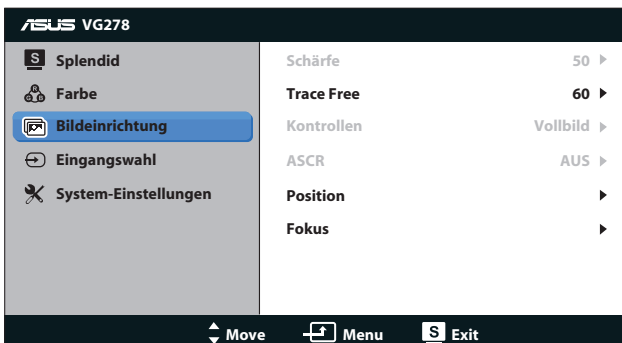 ASUS VG278
S Splendid
Farbe
Bildeinrichtung
Eingangswahl
System-Einstellungen
Schärfe 50
Trace Free 60
Kontrollen Vollbild
ASCR AUS
Position
Fokus
Move Menu S Exit